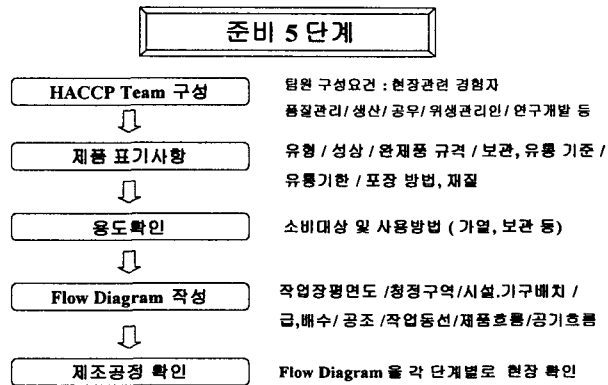 준비 5 단계
HACCP Team 구성
팀원 구성요건 : 현장관련 경험자
품질관리/ 생산/ 공우/ 위생관리인/ 연구개발 등
제품 표기사항
유형 / 성상 / 완제품 규격 / 보관, 유통 기준 /
유통기한 / 포장 방법, 재질
용도확인
소비대상 및 사용방법 ( 가열, 보관 등)
Flow Diagram 작성
작업장평면도 /청정구역/시설.기구배치 /
급,배수/ 공조 /작업동선/제품흐름/공기흐름
제조공정 확인
Flow Diagram 을 각 단계별로 현장 확인